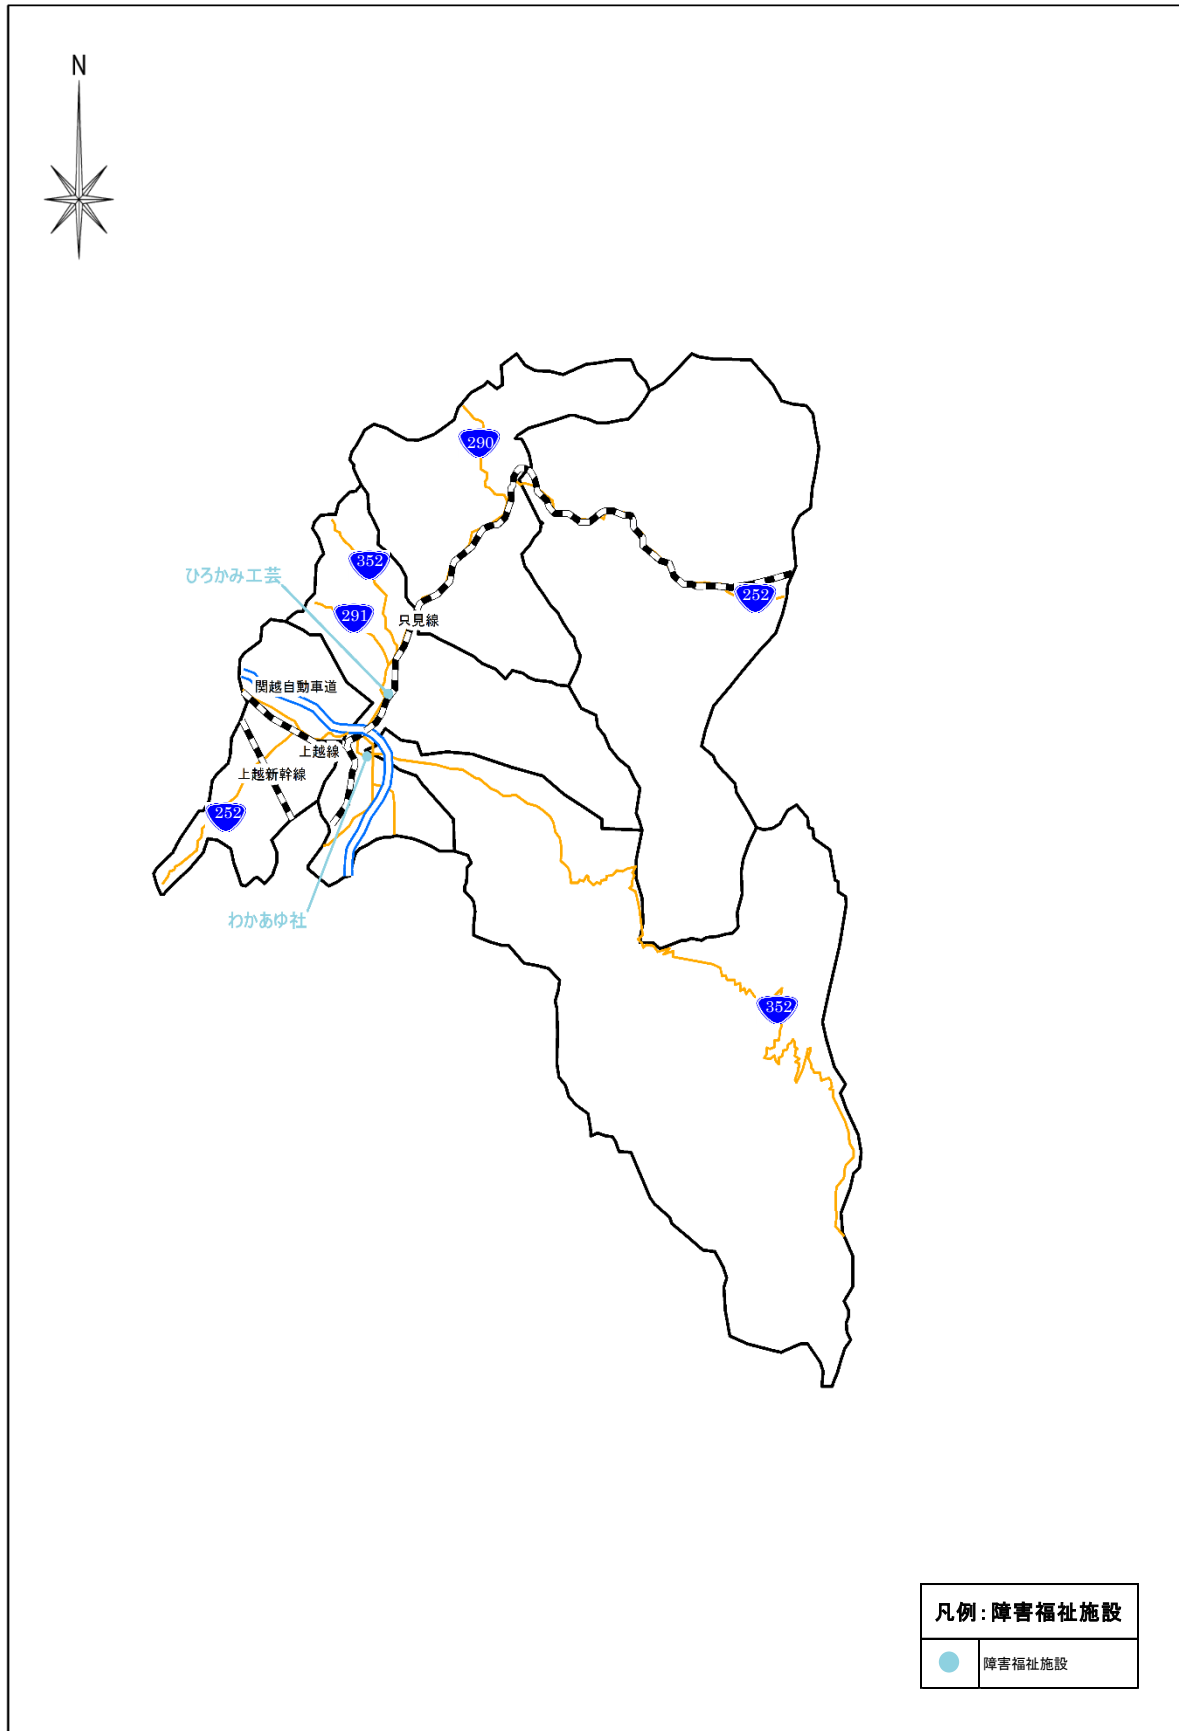 N
290
352
ひろかみ工芸
252
291
只見線
関越自動車道
上越線
上越新幹線
252
わかあゆ社
352
凡例：障害福祉施設
障害福祉施設